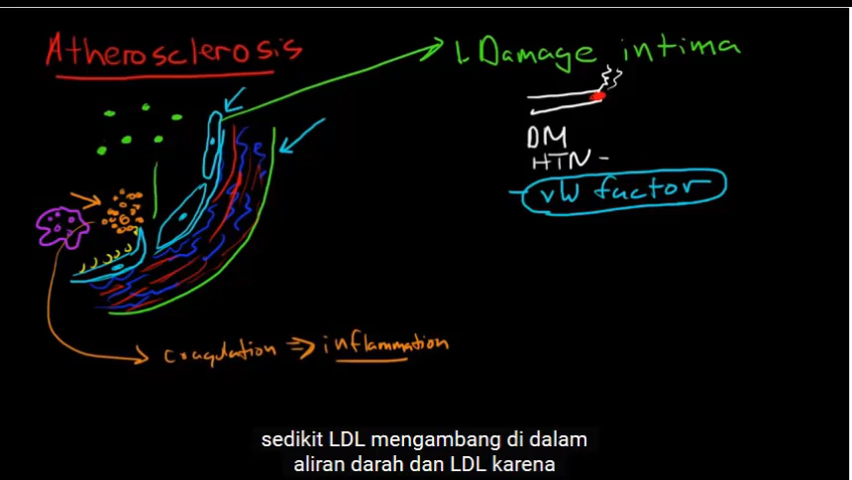 Atherosclerosis
1. Damage intima
DM
HTN -
- vW factor
coagulation ⇒ inflammation
sedikit LDL mengambang di dalam
aliran darah dan LDL karena